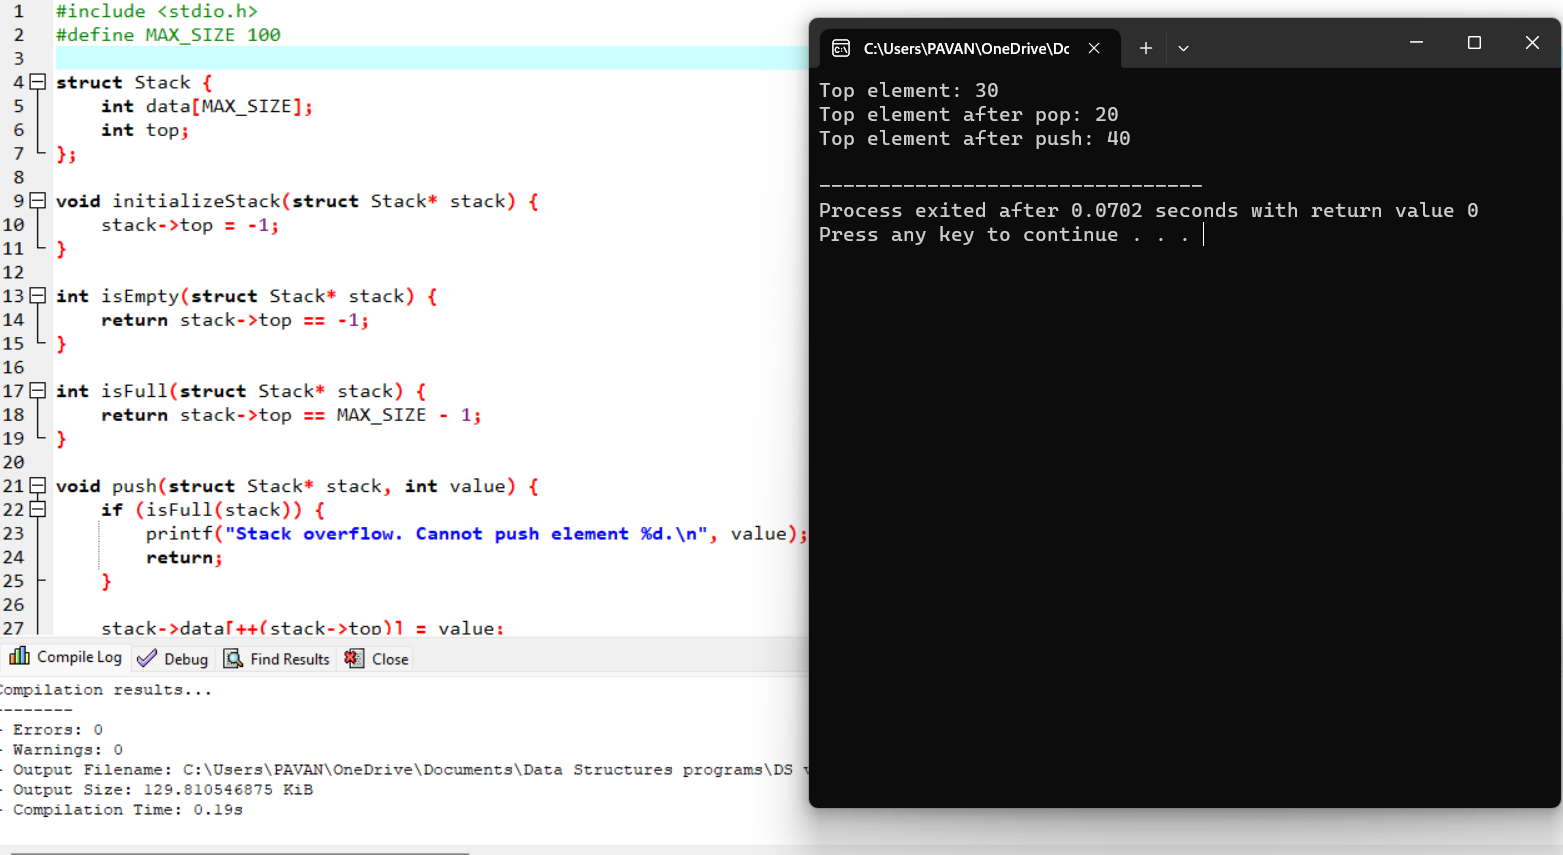 1 #include <stdio.h>
2 #define MAX_SIZE 100
3
4 struct Stack {
5     int data[MAX_SIZE];
6     int top;
7 };
8
9 void initializeStack(struct Stack* stack) {
10     stack->top = -1;
11 }
12
13 int isEmpty(struct Stack* stack) {
14     return stack->top == -1;
15 }
16
17 int isFull(struct Stack* stack) {
18     return stack->top == MAX_SIZE - 1;
19 }
20
21 void push(struct Stack* stack, int value) {
22     if (isFull(stack)) {
23         printf("Stack overflow. Cannot push element %d.\n", value);
24         return;
25     }
26
27     stack->data[++(stack->top)] = value;
Compile Log Debug Find Results Close
Compilation results...
--------
- Errors: 0
- Warnings: 0
- Output Filename: C:\Users\PAVAN\OneDrive\Documents\Data Structures programs\DS
- Output Size: 129.810546875 KiB
- Compilation Time: 0.19s
C:\Users\PAVAN\OneDrive\Dc
Top element: 30
Top element after pop: 20
Top element after push: 40
--------------------------------
Process exited after 0.0702 seconds with return value 0
Press any key to continue . . .